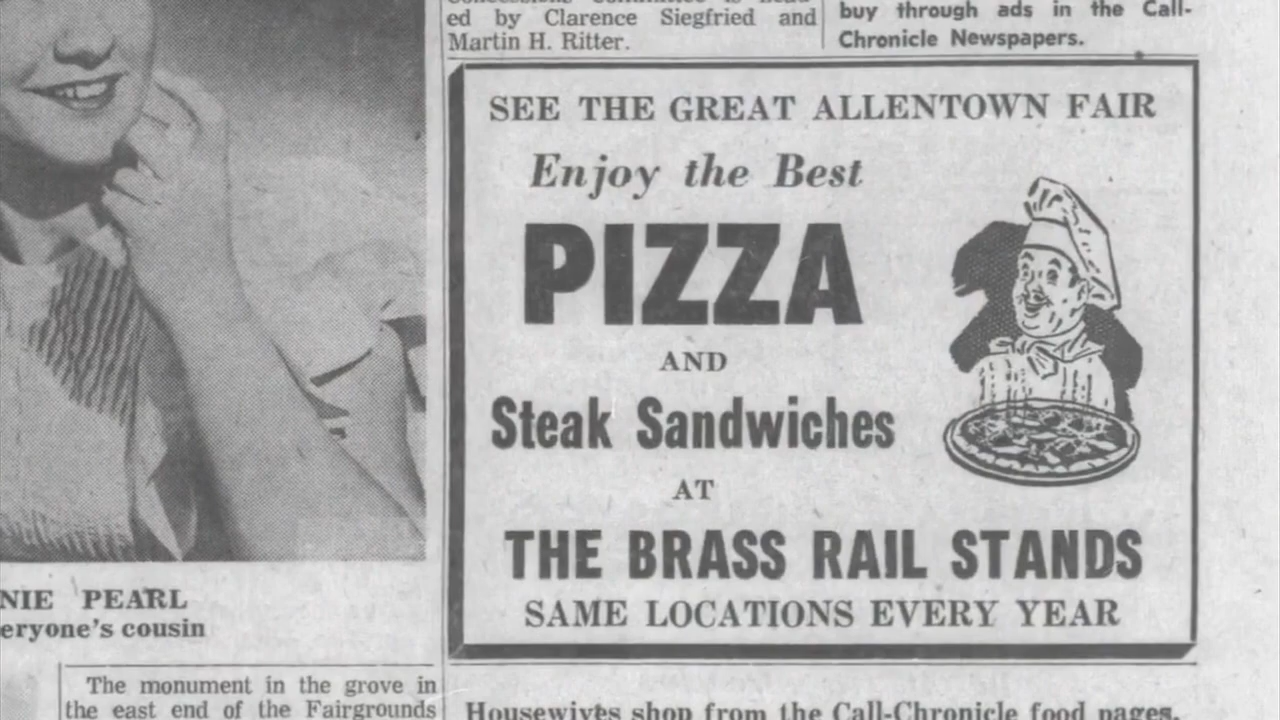 ed by Clarence Siegfried and
Martin H. Ritter.
buy through ads in the Call-
Chronicle Newspapers.
SEE THE GREAT ALLENTOWN FAIR
Enjoy the Best
PIZZA
AND
Steak Sandwiches
AT
THE BRASS RAIL STANDS
SAME LOCATIONS EVERY YEAR
NIE PEARL
eryone's cousin
The monument in the grove in
the east end of the Fairgrounds
Housewives shop from the Call-Chronicle food pages.